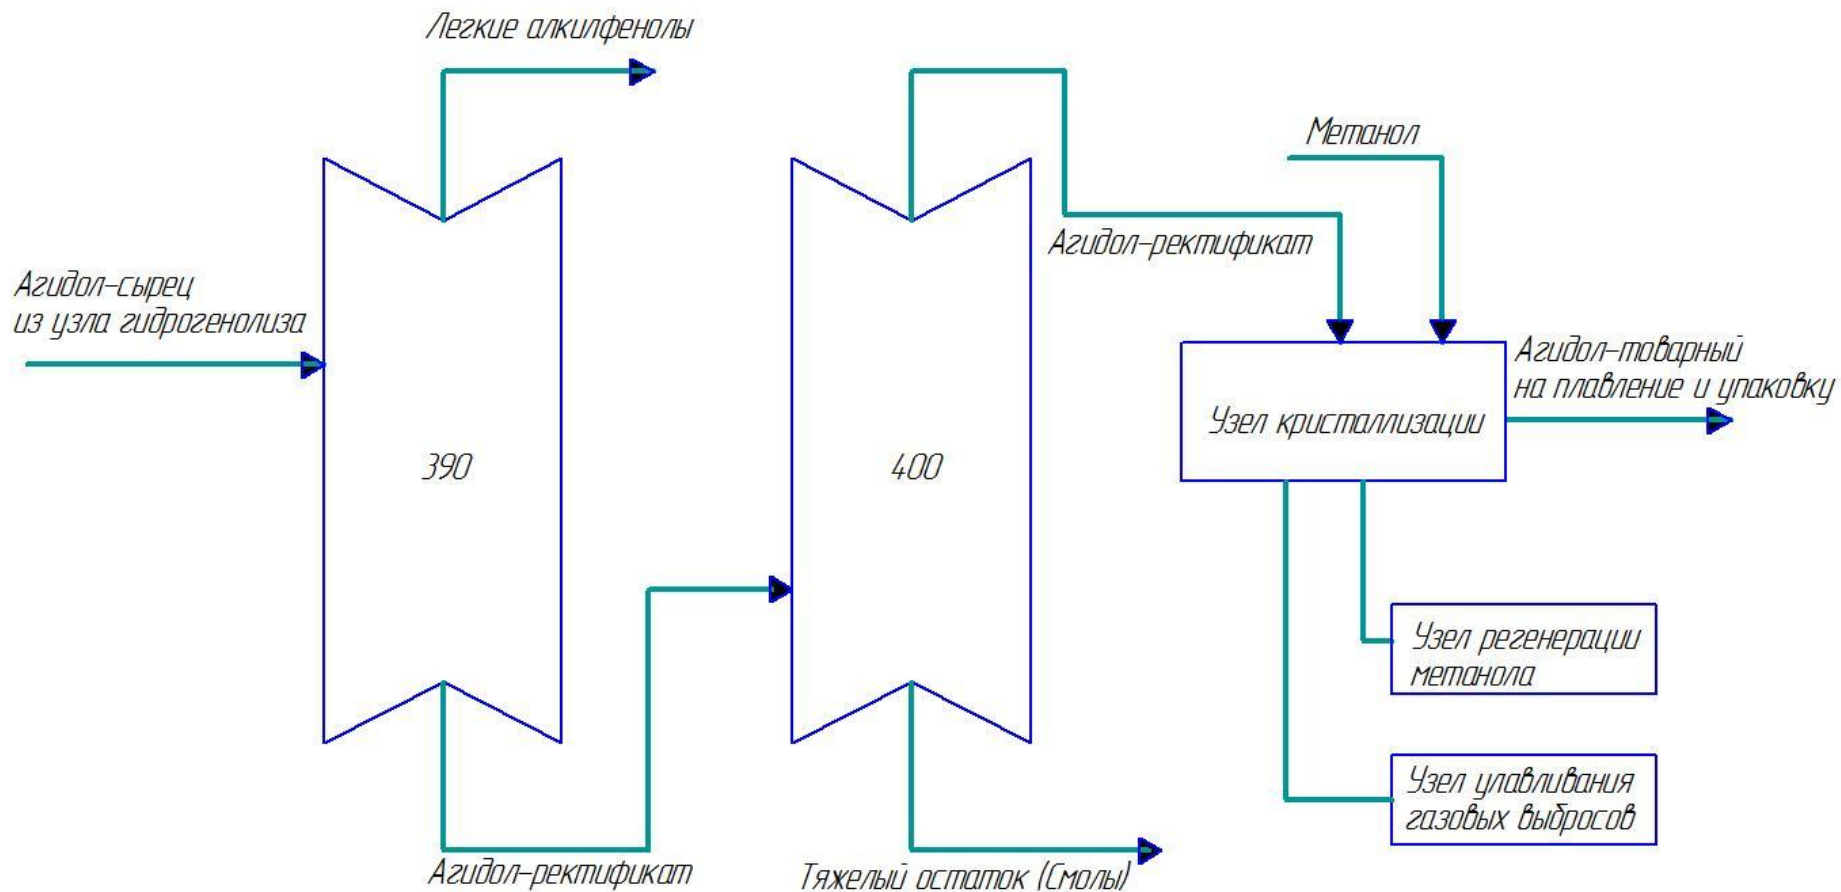 Легкие алкилфенолы
Метанол
Агидол-ректификат
Агидол-сырец
из узла гидрогенолиза
Агидол-товарный
на плавление и упаковку
Узел кристаллизации
390
400
Узел регенерации
метанола
Узел улавливания
газовых выбросов
Агидол-ректификат
Тяжелый остаток (Смолы)